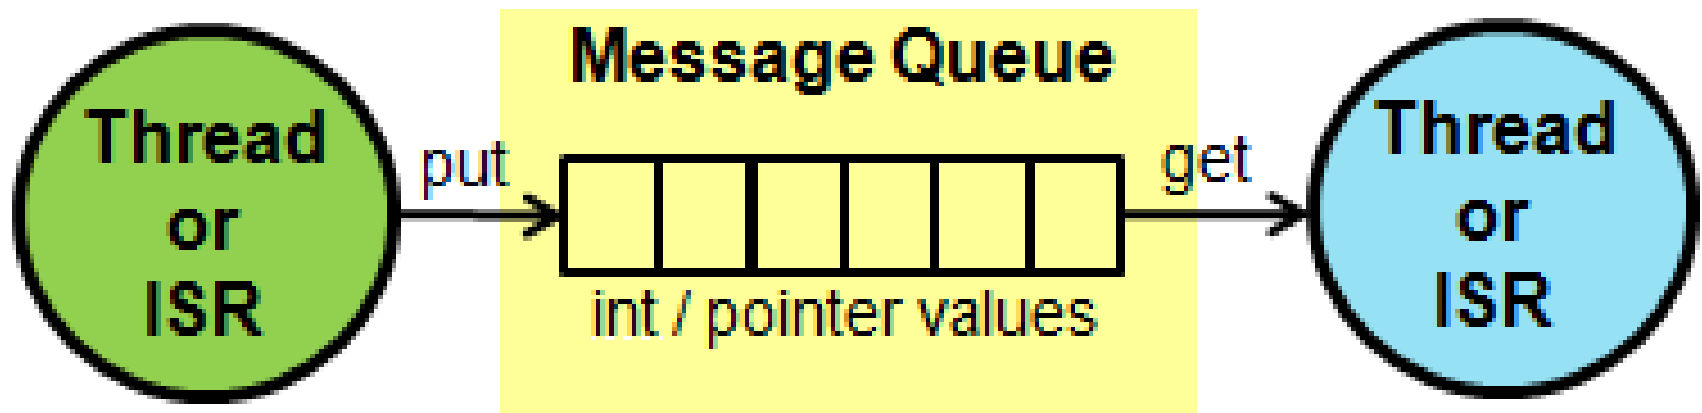 Thread
or
ISR
put
Message Queue
int / pointer values
get
Thread
or
ISR